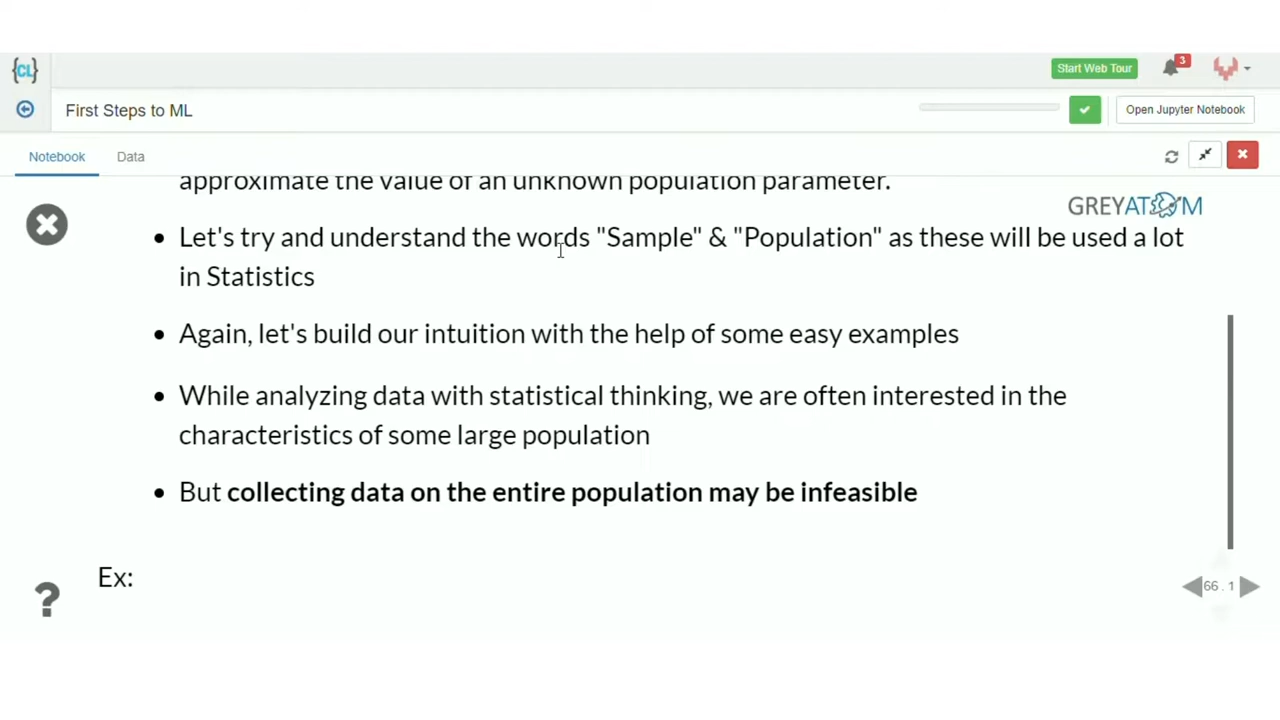 {CL}
Start Web Tour
3
First Steps to ML
Open Jupyter Notebook
Notebook
Data
approximate the value of an unknown population parameter.
GREYATOM
• Let's try and understand the words "Sample" & "Population" as these will be used a lot
in Statistics
• Again, let's build our intuition with the help of some easy examples
• While analyzing data with statistical thinking, we are often interested in the
characteristics of some large population
• But collecting data on the entire population may be infeasible
Ex:
?
66 . 1